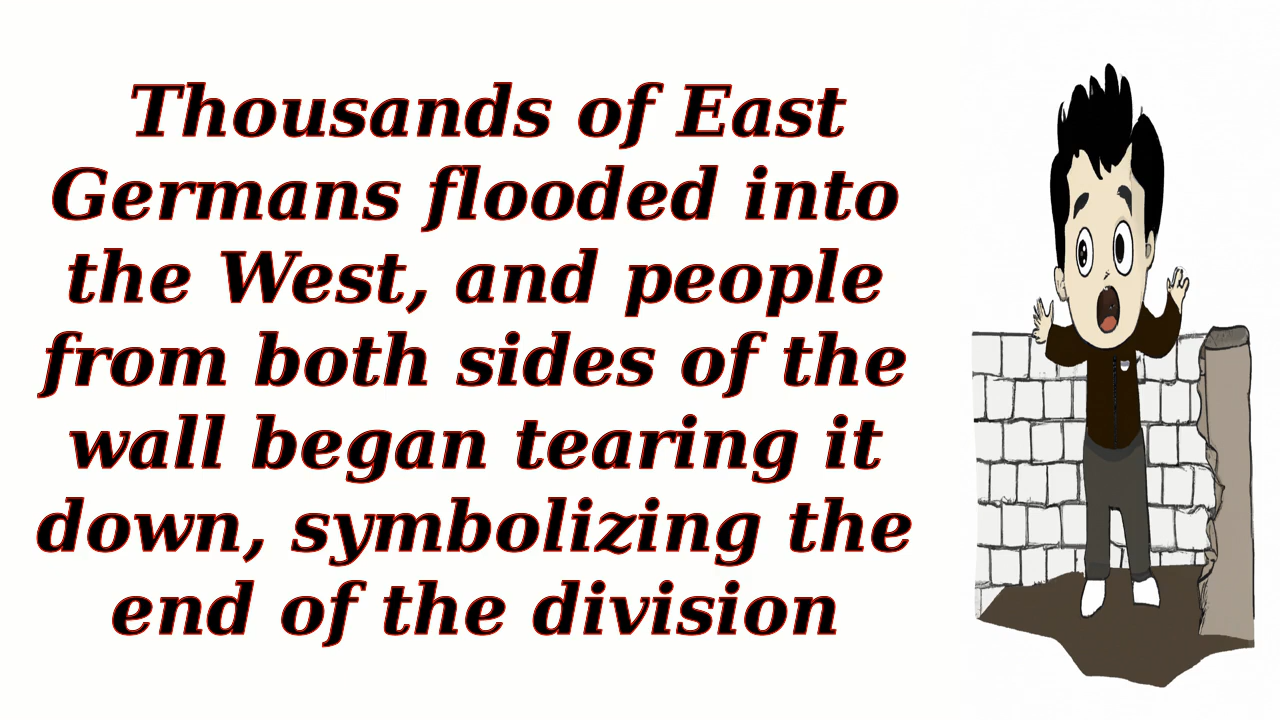 Thousands of East
Germans flooded into
the West, and people
from both sides of the
wall began tearing it
down, symbolizing the
end of the division